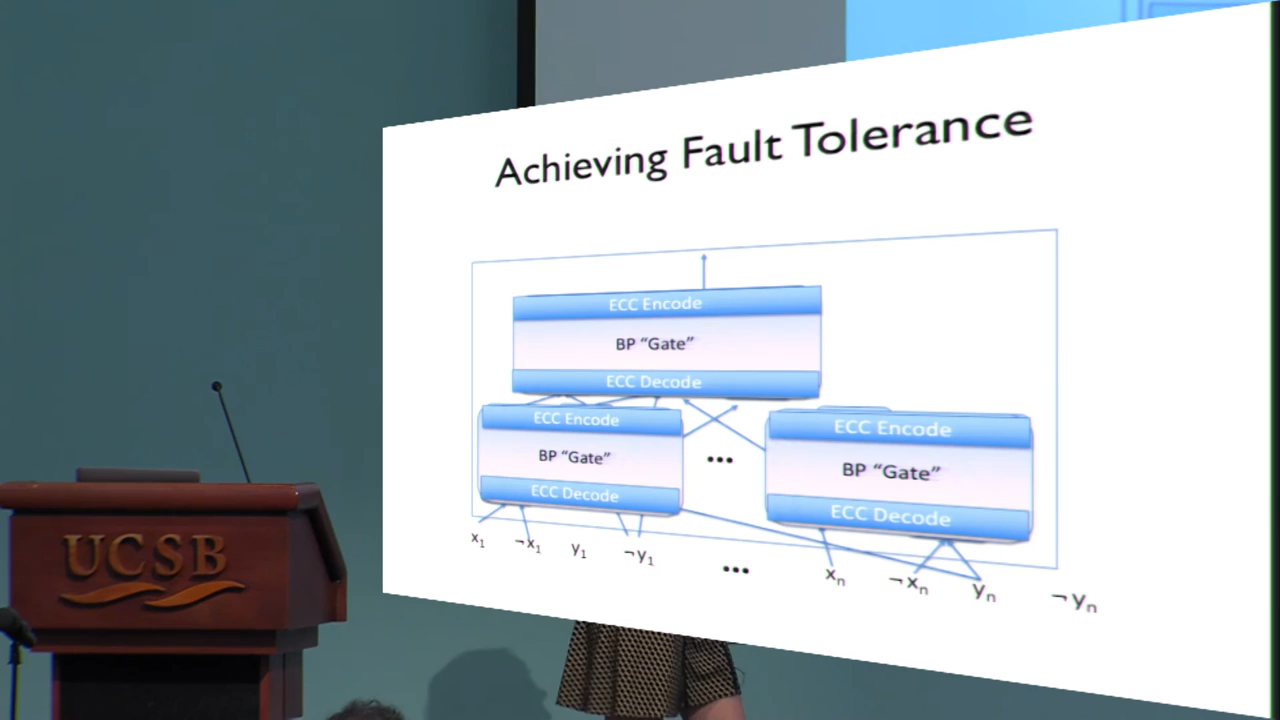 Achieving Fault Tolerance
ECC Encode
BP “Gate”
ECC Decode
ECC Encode
BP “Gate”
ECC Decode
•••
ECC Encode
BP “Gate”
ECC Decode
x₁ ¬x₁ y₁ ¬y₁ ••• xₙ ¬xₙ yₙ ¬yₙ
UCSB